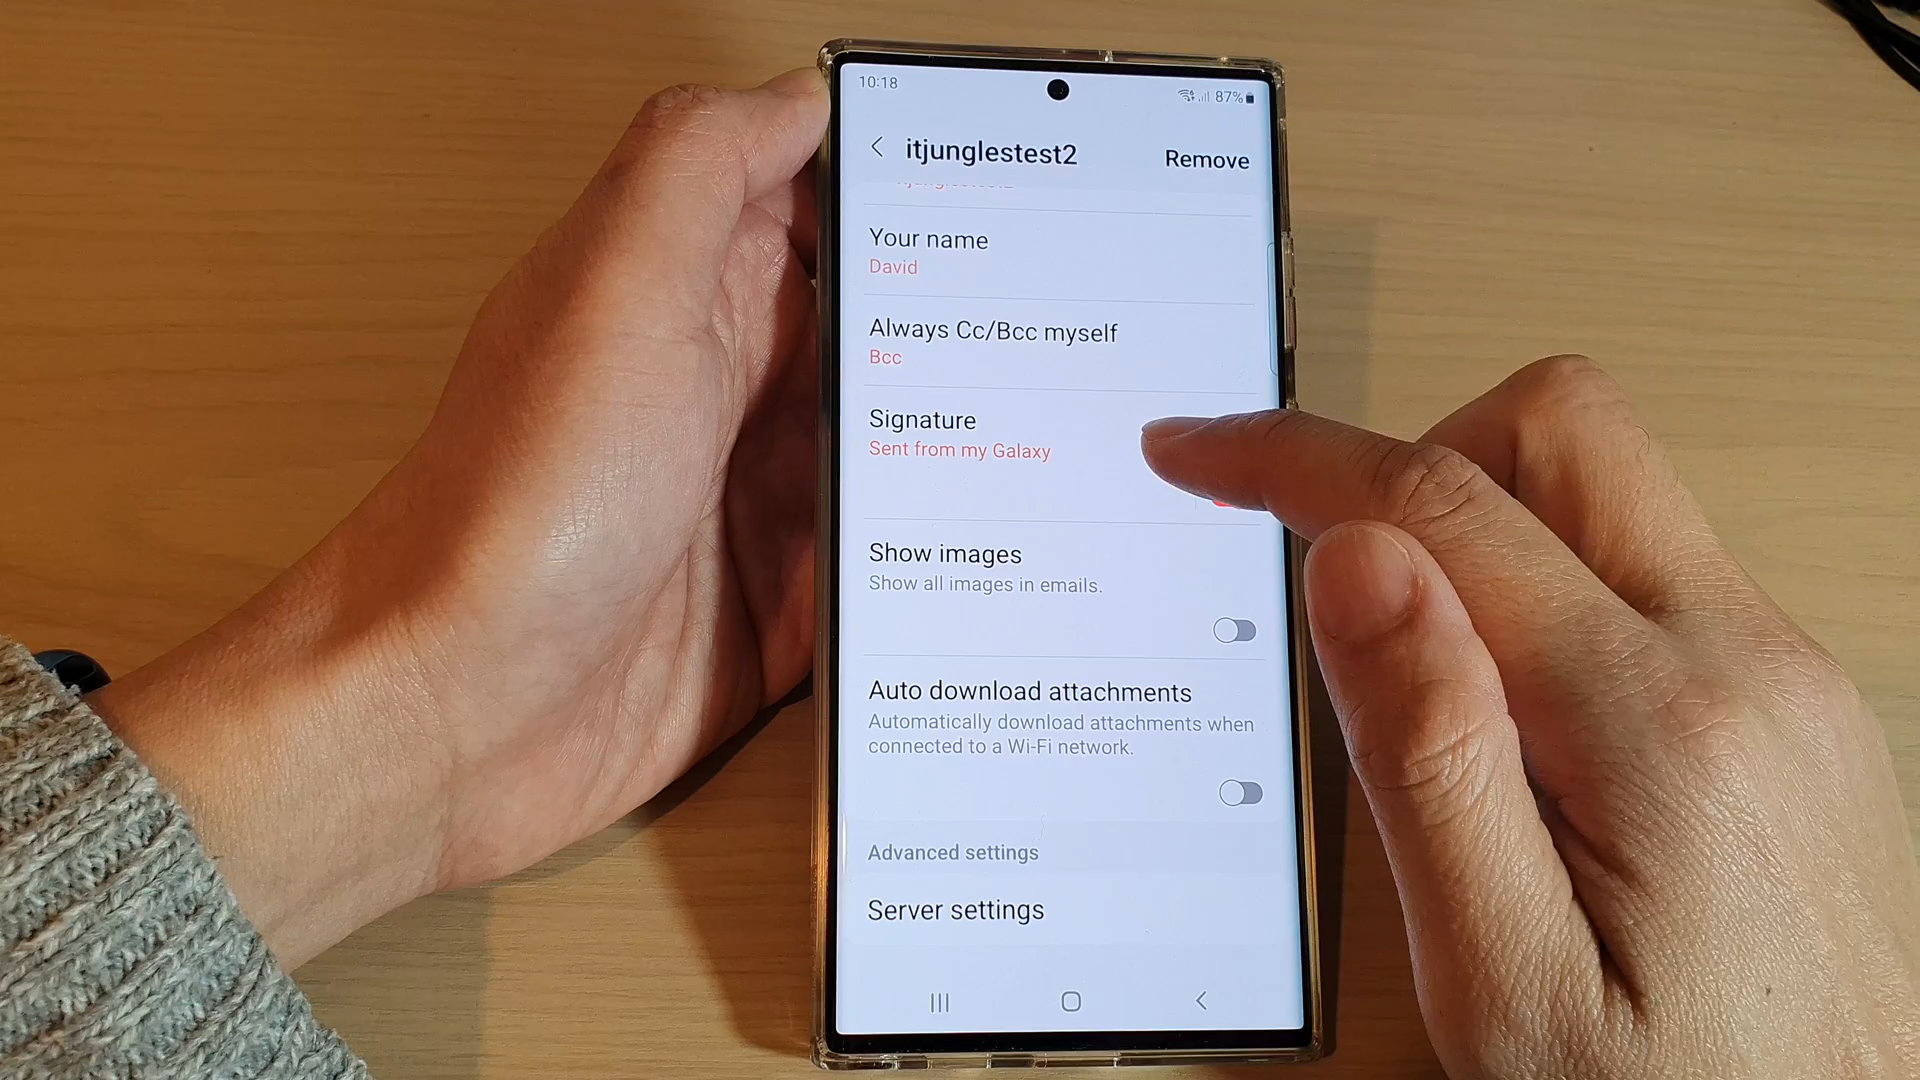 10:18
87%
itjunglestest2
Remove
Your name
David
Always Cc/Bcc myself
Bcc
Signature
Sent from my Galaxy
Show images
Show all images in emails.
Auto download attachments
Automatically download attachments when
connected to a Wi-Fi network.
Advanced settings
Server settings